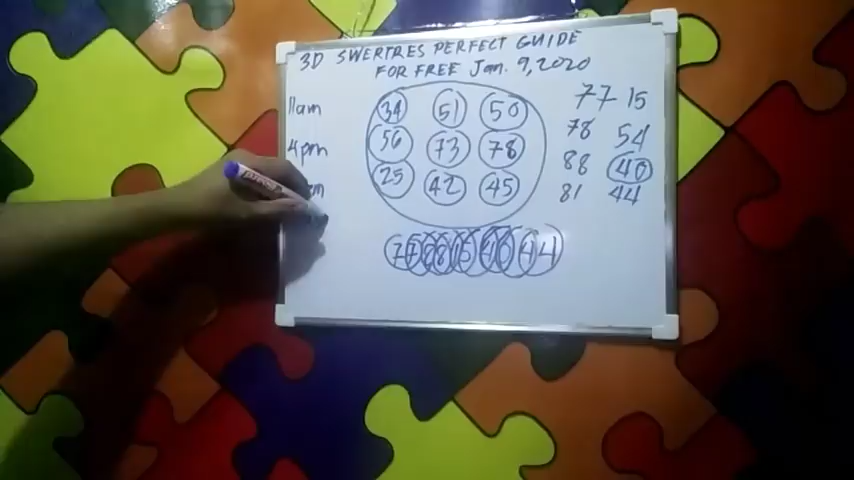 3D SWERTRES PERFECT GUIDE
FOR FREE Jan. 9, 2020
11am 34 51 50
4pm 56 73 78
25 42 45
77 15
78 54
88 40
81 44